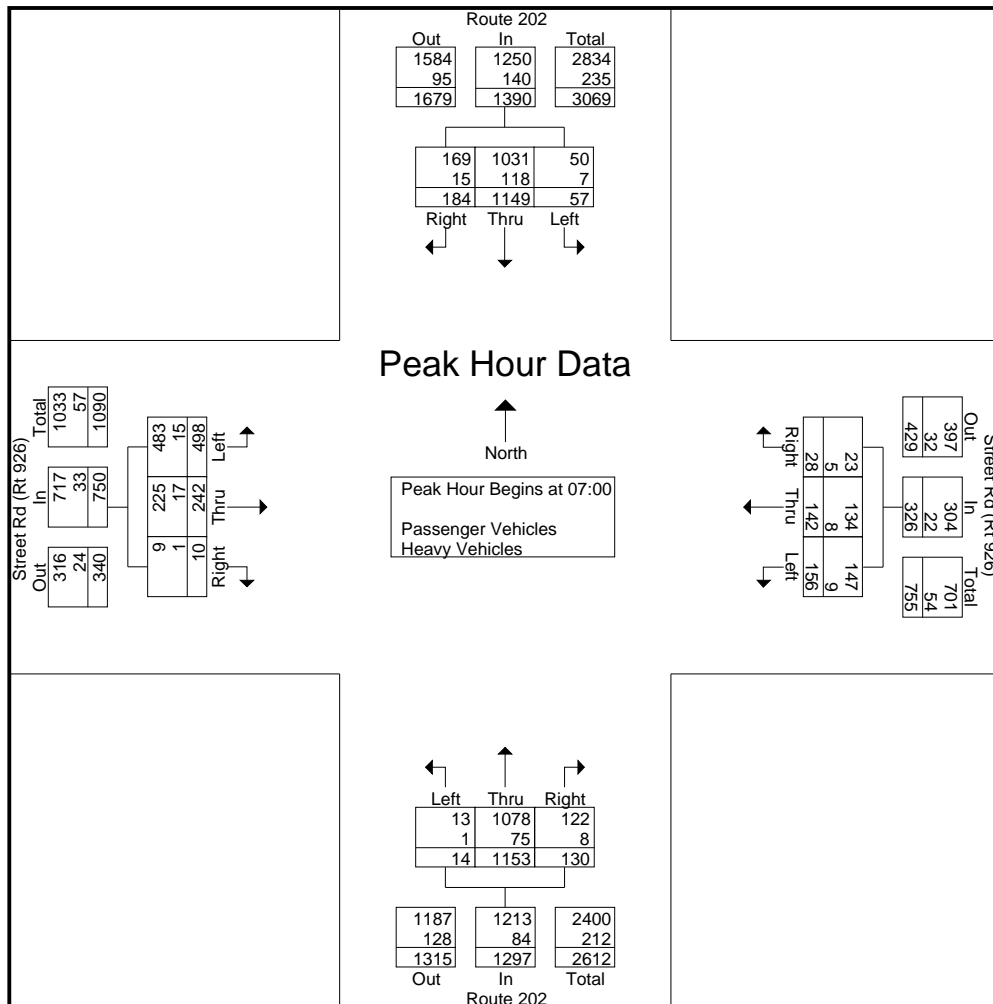 Route 202
Out In Total
1584 1250 2834
95 140 235
1679 1390 3069
169 1031 50
15 118 7
184 1149 57
Right Thru Left
Peak Hour Data
North
Peak Hour Begins at 07:00
Passenger Vehicles
Heavy Vehicles
Street Rd (Rt 926)
Out In Total
316 717 1033
24 33 57
340 750 1090
Left Thru Right
483 225 9
15 17 1
498 242 10
Street Rd (Rt 926)
Out In Total
397 304 701
32 22 54
429 326 755
23 134 147
5 8 9
28 142 156
Right Thru Left
Left Thru Right
13 1078 122
1 75 8
14 1153 130
1187 1213 2400
128 84 212
1315 1297 2612
Out In Total
Route 202